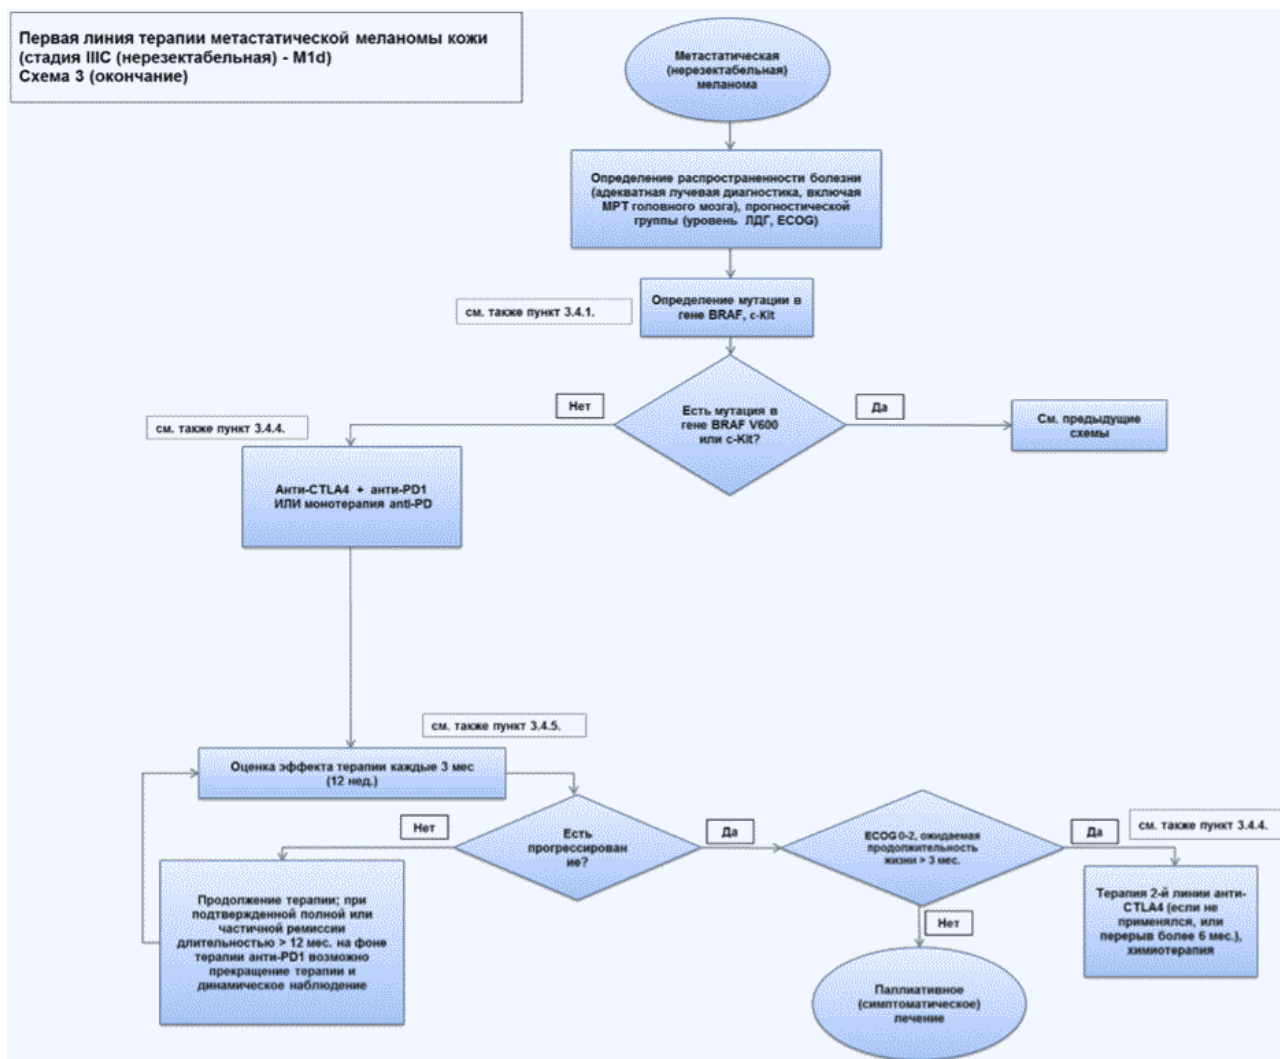 Первая линия терапии метастатической меланомы кожи
(стадия IIIC (нерезектабельная) - M1d)
Схема 3 (окончание)
Метастатическая
(нерезектабельная)
меланома
Определение распространенности болезни
(адекватная лучевая диагностика, включая
МРТ головного мозга), прогностической
группы (уровень ЛДГ, ECOG)
см. также пункт 3.4.1.
Определение мутации в
гене BRAF, c-Kit
Есть мутация в
гене BRAF V600
или c-Kit?
Нет
Да
см. также пункт 3.4.4.
См. предыдущие
схемы
Анти-CTLA4 + анти-PD1
ИЛИ монотерапия anti-PD
см. также пункт 3.4.5.
Оценка эффекта терапии каждые 3 мес
(12 нед.)
Есть
прогрессирован
ие?
Нет
Да
ECOG 0-2, ожидаемая
продолжительность
жизни > 3 мес.
Да
см. также пункт 3.4.4.
Продолжение терапии; при
подтвержденной полной или
частичной ремиссии
длительностью > 12 мес. на фоне
терапии анти-PD1 возможно
прекращение терапии и
динамическое наблюдение
Нет
Терапия 2-й линии анти-
CTLA4 (если не
применялся, или
перерыв более 6 мес.),
химиотерапия
Паллиативное
(симптоматическое)
лечение